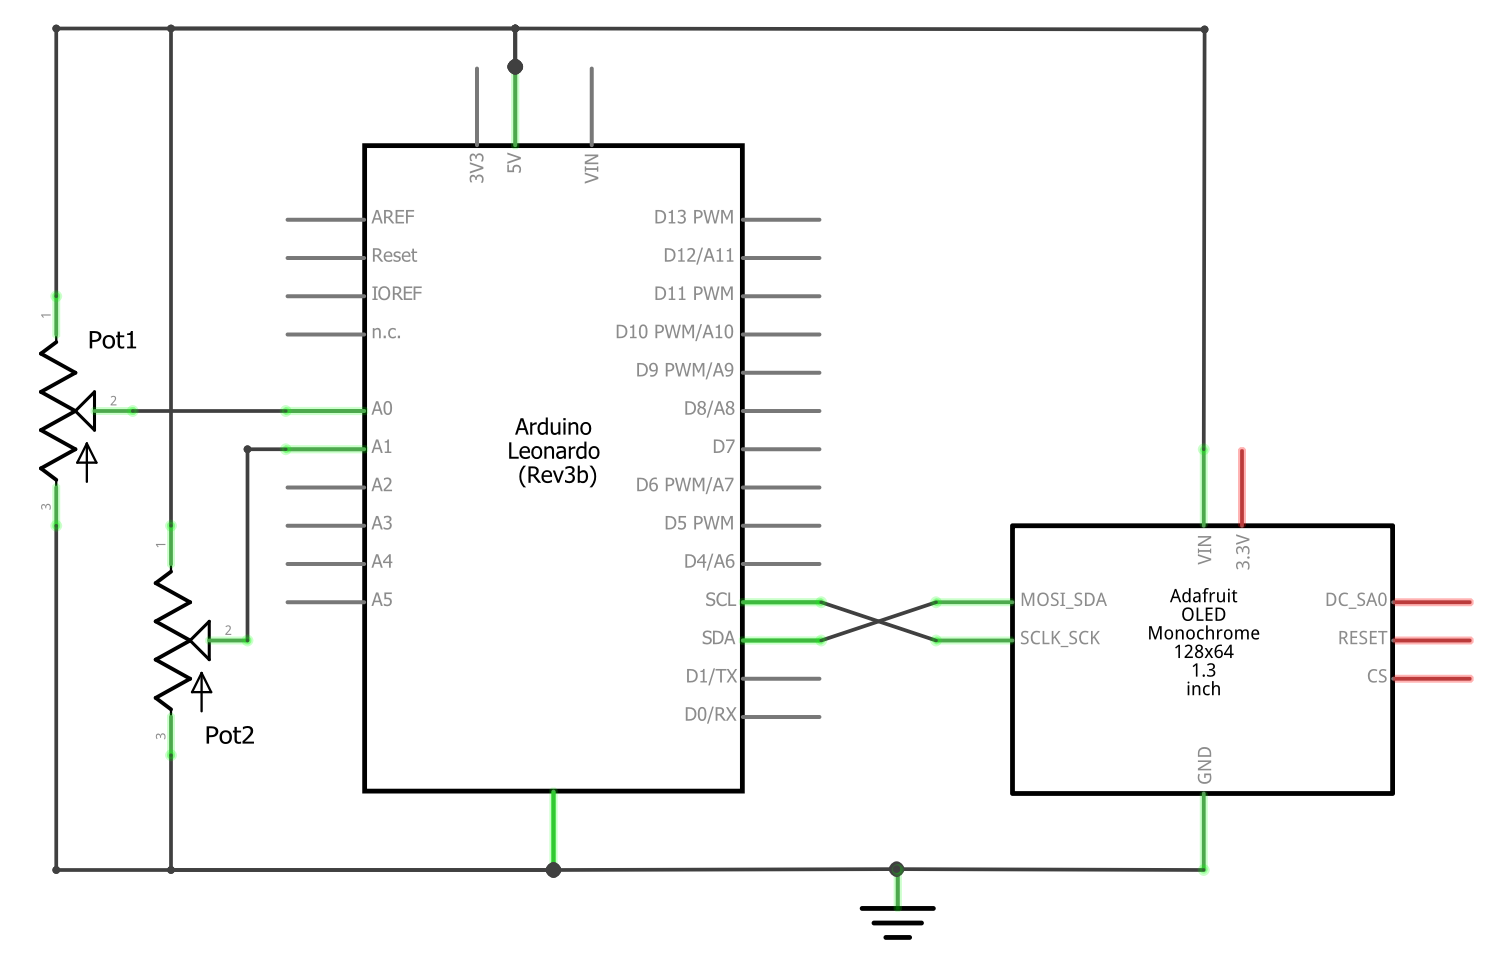 3V3
5V
VIN
AREF
Reset
IOREF
n.c.
A0
A1
A2
A3
A4
A5
D13 PWM
D12/A11
D11 PWM
D10 PWM/A10
D9 PWM/A9
D8/A8
D7
D6 PWM/A7
D5 PWM
D4/A6
SCL
SDA
D1/TX
D0/RX
Arduino
Leonardo
(Rev3b)
1
Pot1
2
3
1
2
3
Pot2
VIN
3.3V
MOSI_SDA
SCLK_SCK
Adafruit
OLED
Monochrome
128x64
1.3
inch
DC_SA0
RESET
CS
GND